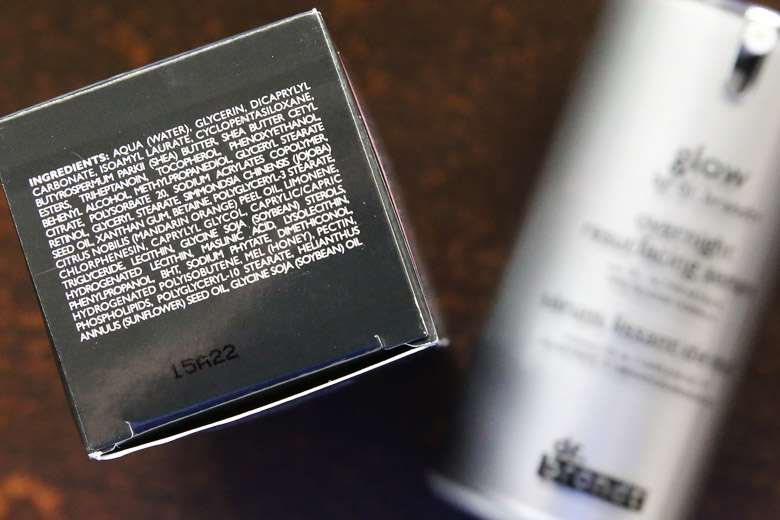 INGREDIENTS: AQUA (WATER), GLYCERIN, DICAPRYLYL
CARBONATE, ISOAMYL LAURATE, CYCLOPENTASILOXANE,
BUTYROSPERMUM PARKII (SHEA) BUTTER, SHEA BUTTER CETYL
ESTERS, TRIHEPTANOIN, TOCOPHEROL, PHENOXYETHANOL,
BEHENYL ALCOHOL, METHYLPROPANEDIOL, GLYCERYL STEARATE
CITRATE, POLYSORBATE 20, SODIUM ACRYLATES COPOLYMER,
RETINOL, GLYCERYL STEARATE, SIMMONDSIA CHINENSIS (JOJOBA)
SEED OIL, XANTHAN GUM, BETAINE, POLYGLYCERYL-3 STEARATE,
CITRUS NOBILIS (MANDARIN ORANGE) PEEL OIL, LIMONENE,
CHLORPHENESIN, CAPRYLYL GLYCOL, CAPRYLIC/CAPRIC
TRIGLYCERIDE, LECITHIN, GLYCINE SOJA (SOYBEAN) STEROLS,
HYDROGENATED LECITHIN, MASLINIC ACID, LYSOLECITHIN,
PHENYLPROPANOL, BHT, SODIUM PHYTATE, DIMETHICONOL,
HYDROGENATED POLYISOBUTENE, MEL (HONEY), PECTIN,
PHOSPHOLIPIDS, POLYGLYCERYL-10 STEARATE, HELIANTHUS
ANNUUS (SUNFLOWER) SEED OIL, GLYCINE SOJA (SOYBEAN) OIL
15A22
glow
overnight
resurfacing serum
dr.
brandt